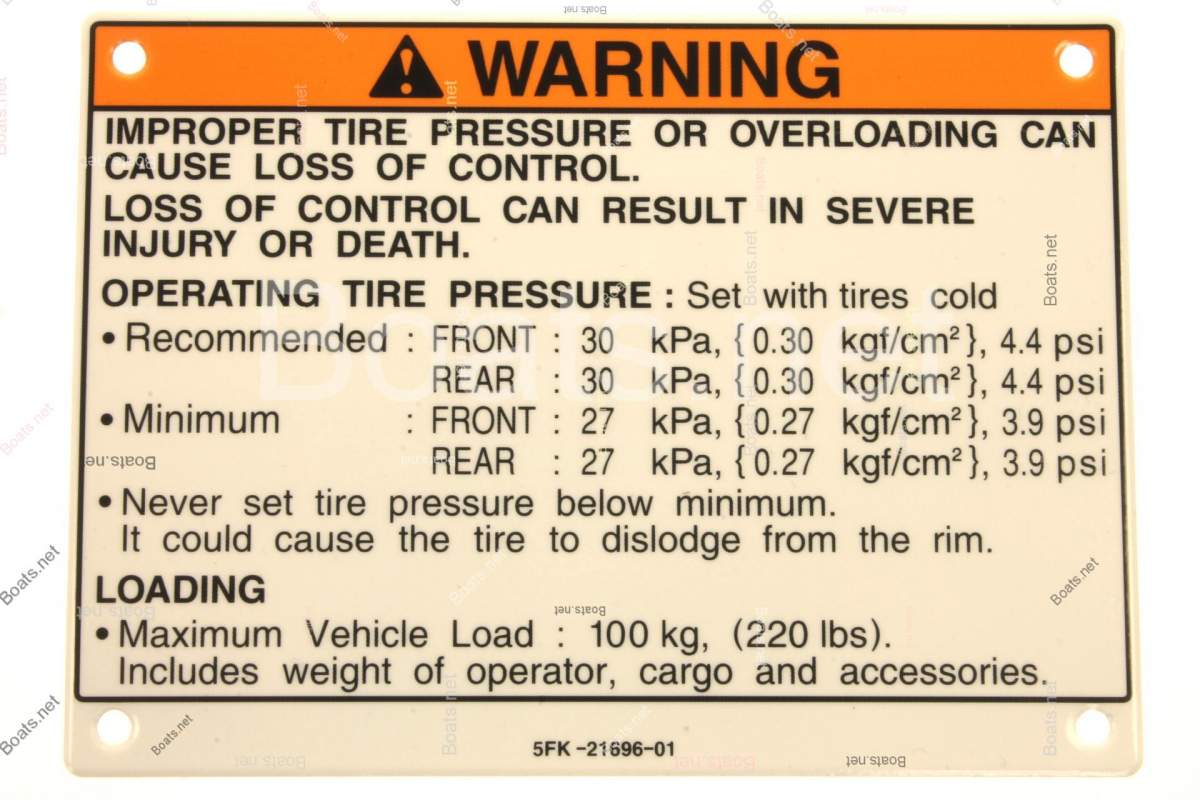 WARNING
IMPROPER TIRE PRESSURE OR OVERLOADING CAN
CAUSE LOSS OF CONTROL.
LOSS OF CONTROL CAN RESULT IN SEVERE
INJURY OR DEATH.
OPERATING TIRE PRESSURE : Set with tires cold
• Recommended : FRONT : 30 kPa, {0.30 kgf/cm²}, 4.4 psi
REAR : 30 kPa, {0.30 kgf/cm²}, 4.4 psi
• Minimum : FRONT : 27 kPa, {0.27 kgf/cm²}, 3.9 psi
REAR : 27 kPa, {0.27 kgf/cm²}, 3.9 psi
• Never set tire pressure below minimum.
It could cause the tire to dislodge from the rim.
LOADING
• Maximum Vehicle Load : 100 kg, (220 lbs).
Includes weight of operator, cargo and accessories.
5FK-21696-01
Boats.net